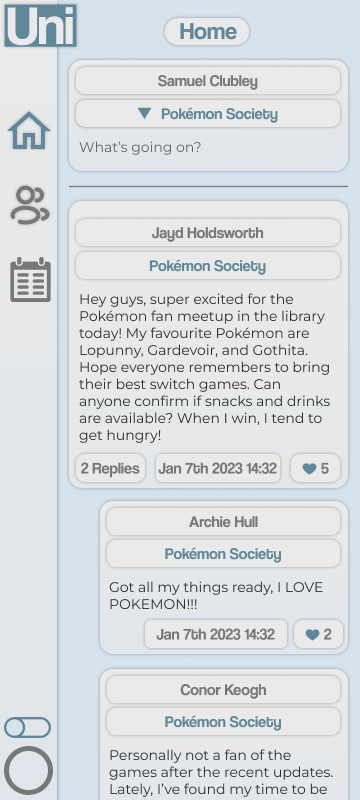 Uni
Home
Samuel Clubley
Pokémon Society
What's going on?
Jayd Holdsworth
Pokémon Society
Hey guys, super excited for the
Pokémon fan meetup in the library
today! My favourite Pokémon are
Lopunny, Gardevoir, and Gothita.
Hope everyone remembers to bring
their best switch games. Can
anyone confirm if snacks and drinks
are available? When I win, I tend to
get hungry!
2 Replies Jan 7th 2023 14:32 5
Archie Hull
Pokémon Society
Got all my things ready, I LOVE
POKEMON!!!
Jan 7th 2023 14:32 2
Conor Keogh
Pokémon Society
Personally not a fan of the
games after the recent updates.
Lately, I've found my time to be